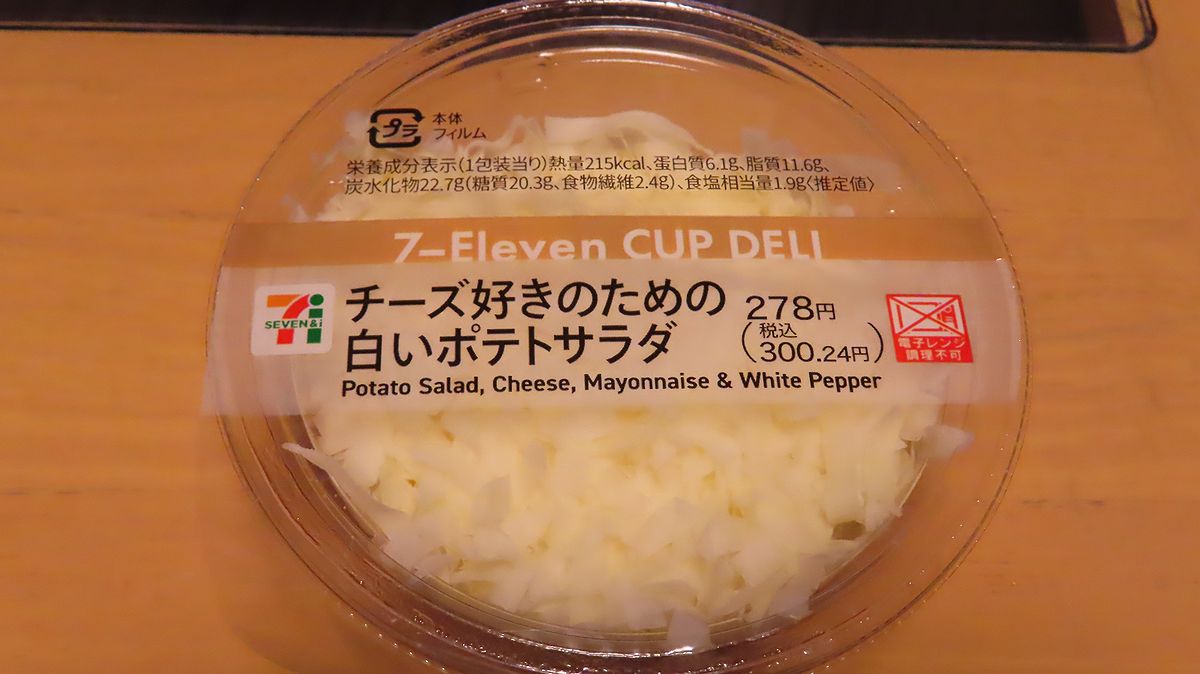 プラ
本体
フィルム
栄養成分表示(1包装当り)熱量215kcal、蛋白質6.1g、脂質11.6g、
炭水化物22.7g(糖質20.3g、食物繊維2.4g)、食塩相当量1.9g〈推定値〉
7-Eleven CUP DELI
SEVEN&i
チーズ好きのための
白いポテトサラダ
278円
(税込
300.24円)
電子レンジ
調理不可
Potato Salad, Cheese, Mayonnaise & White Pepper